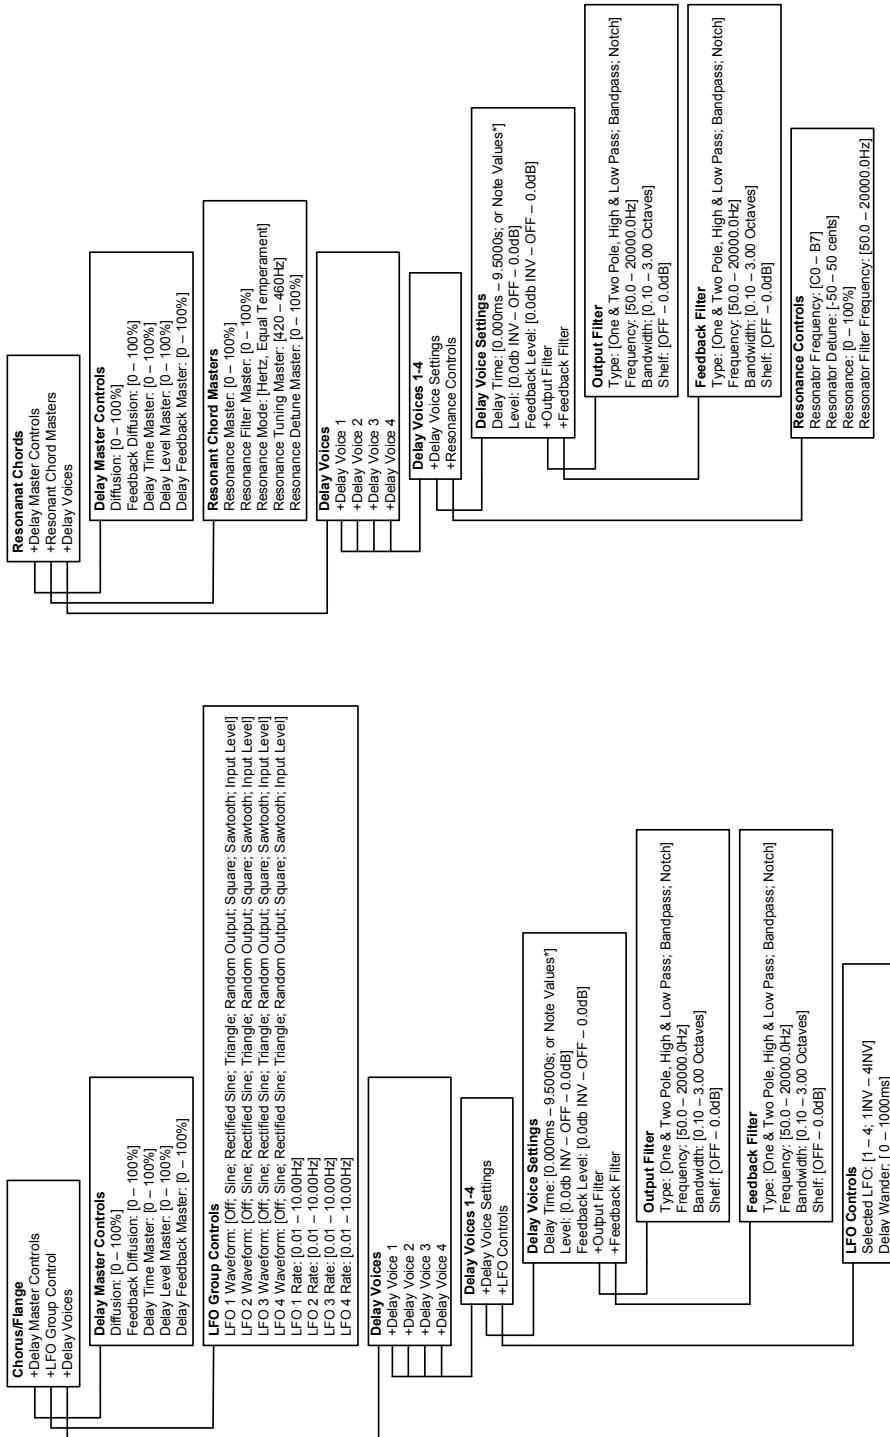 Chorus/Flange
+Delay Master Controls
+LFO Group Control
+Delay Voices
Delay Master Controls
Diffusion: [0 – 100%]
Feedback Diffusion: [0 – 100%]
Delay Time Master: [0 – 100%]
Delay Level Master: [0 – 100%]
Delay Feedback Master: [0 – 100%]
LFO Group Controls
LFO 1 Waveform: [Off; Sine; Rectified Sine; Triangle; Random Output; Square; Sawtooth; Input Level]
LFO 2 Waveform: [Off; Sine; Rectified Sine; Triangle; Random Output; Square; Sawtooth; Input Level]
LFO 3 Waveform: [Off; Sine; Rectified Sine; Triangle; Random Output; Square; Sawtooth; Input Level]
LFO 4 Waveform: [Off; Sine; Rectified Sine; Triangle; Random Output; Square; Sawtooth; Input Level]
LFO 1 Rate: [0.01 – 10.00Hz]
LFO 2 Rate: [0.01 – 10.00Hz]
LFO 3 Rate: [0.01 – 10.00Hz]
LFO 4 Rate: [0.01 – 10.00Hz]
Delay Voices
+Delay Voice 1
+Delay Voice 2
+Delay Voice 3
+Delay Voice 4
Delay Voices 1-4
+Delay Voice Settings
+LFO Controls
Delay Voice Settings
Delay Time: [0.000ms – 9.5000s; or Note Values*]
Level: [0.0db INV – OFF – 0.0dB]
Feedback Level: [0.0db INV – OFF – 0.0dB]
+Output Filter
+Feedback Filter
Output Filter
Type: [One & Two Pole, High & Low Pass; Bandpass; Notch]
Frequency: [50.0 – 20000.0Hz]
Bandwidth: [0.10 – 3.00 Octaves]
Shelf: [OFF – 0.0dB]
Feedback Filter
Type: [One & Two Pole, High & Low Pass; Bandpass; Notch]
Frequency: [50.0 – 20000.0Hz]
Bandwidth: [0.10 – 3.00 Octaves]
Shelf: [OFF – 0.0dB]
LFO Controls
Selected LFO: [1 – 4; 1INV – 4INV]
Delay Wander: [ 0 – 1000ms]
Resonanat Chords
+Delay Master Controls
+Resonant Chord Masters
+Delay Voices
Delay Master Controls
Diffusion: [0 – 100%]
Feedback Diffusion: [0 – 100%]
Delay Time Master: [0 – 100%]
Delay Level Master: [0 – 100%]
Delay Feedback Master: [0 – 100%]
Resonant Chord Masters
Resonance Master: [0 – 100%]
Resonance Filter Master: [0 – 100%]
Resonance Mode: [Hertz, Equal Temperament]
Resonance Tuning Master: [420 – 460Hz]
Resonance Detune Master: [0 – 100%]
Delay Voices
+Delay Voice 1
+Delay Voice 2
+Delay Voice 3
+Delay Voice 4
Delay Voices 1-4
+Delay Voice Settings
+Resonance Controls
Delay Voice Settings
Delay Time: [0.000ms – 9.5000s; or Note Values*]
Level: [0.0db INV – OFF – 0.0dB]
Feedback Level: [0.0db INV – OFF – 0.0dB]
+Output Filter
+Feedback Filter
Output Filter
Type: [One & Two Pole, High & Low Pass; Bandpass; Notch]
Frequency: [50.0 – 20000.0Hz]
Bandwidth: [0.10 – 3.00 Octaves]
Shelf: [OFF – 0.0dB]
Feedback Filter
Type: [One & Two Pole, High & Low Pass; Bandpass; Notch]
Frequency: [50.0 – 20000.0Hz]
Bandwidth: [0.10 – 3.00 Octaves]
Shelf: [OFF – 0.0dB]
Resonance Controls
Resonator Frequency: [C0 – B7]
Resonator Detune: [-50 – 50 cents]
Resonance: [0 – 100%]
Resonator Filter Frequency: [50.0 – 20000.0Hz]